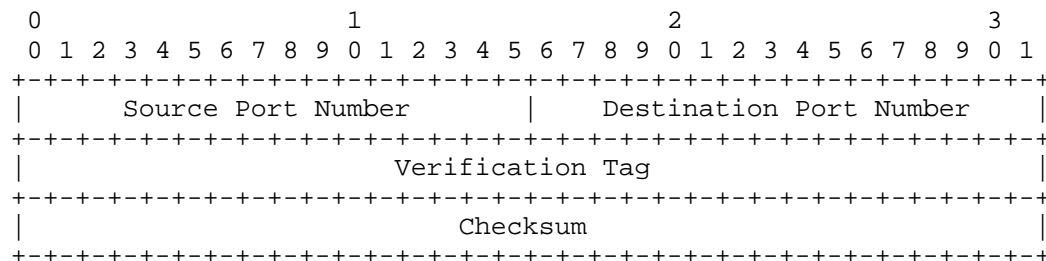 0                   1                   2                   3
 0 1 2 3 4 5 6 7 8 9 0 1 2 3 4 5 6 7 8 9 0 1 2 3 4 5 6 7 8 9 0 1
+-+-+-+-+-+-+-+-+-+-+-+-+-+-+-+-+-+-+-+-+-+-+-+-+-+-+-+-+-+-+-+-+
|      Source Port Number       |    Destination Port Number    |
+-+-+-+-+-+-+-+-+-+-+-+-+-+-+-+-+-+-+-+-+-+-+-+-+-+-+-+-+-+-+-+-+
|                       Verification Tag                        |
+-+-+-+-+-+-+-+-+-+-+-+-+-+-+-+-+-+-+-+-+-+-+-+-+-+-+-+-+-+-+-+-+
|                           Checksum                            |
+-+-+-+-+-+-+-+-+-+-+-+-+-+-+-+-+-+-+-+-+-+-+-+-+-+-+-+-+-+-+-+-+